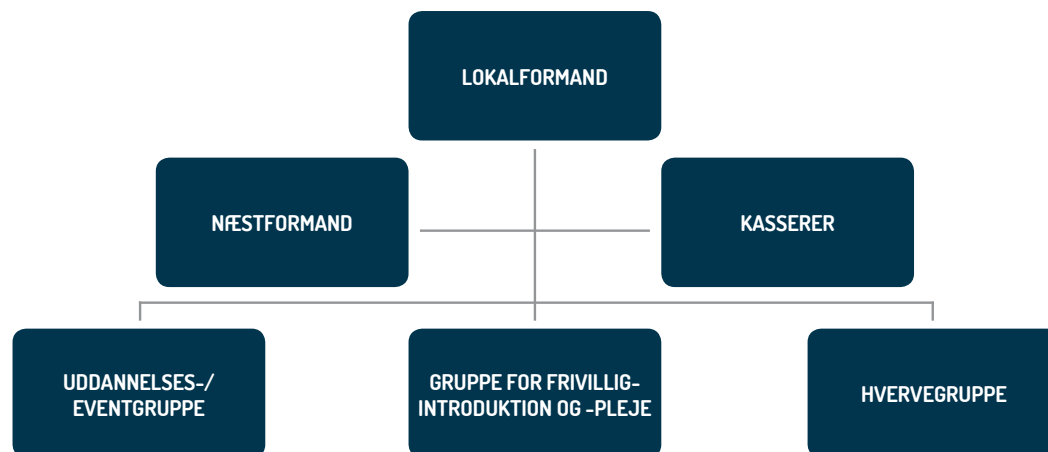 LOKALFORMAND
NÆSTFORMAND
KASSERER
UDDANNELSES-/
EVENTGRUPPE
GRUPPE FOR FRIVILLIG-
INTRODUKTION OG -PLEJE
HVERVEGRUPPE